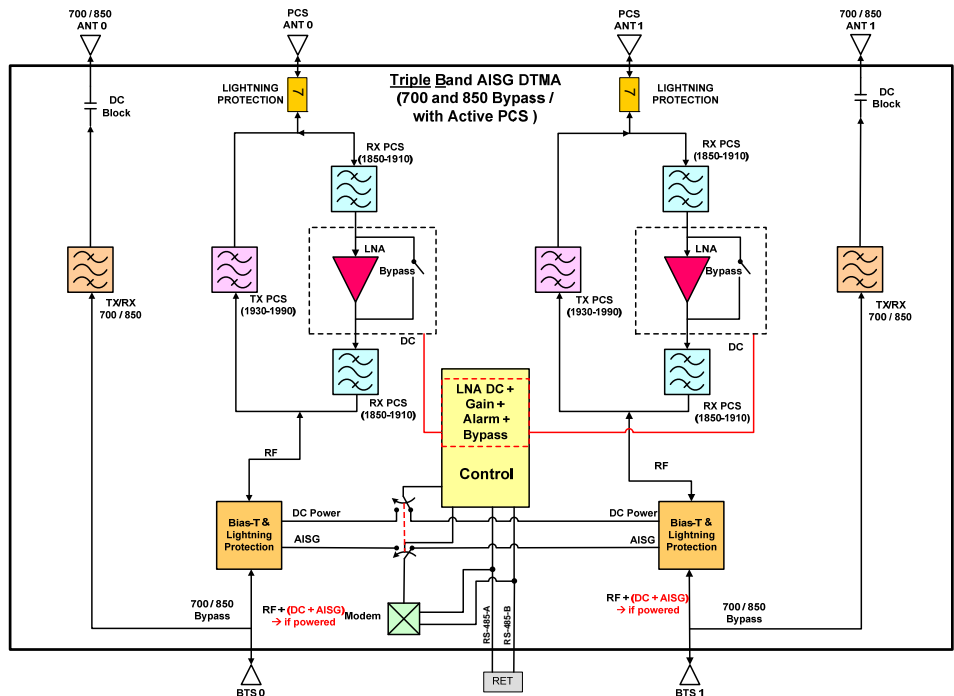 700 / 850
ANT 0
PCS
ANT 0
PCS
ANT 1
700 / 850
ANT 1
Triple Band AISG DTMA
(700 and 850 Bypass /
with Active PCS )
LIGHTNING
PROTECTION
7
LIGHTNING
PROTECTION
7
DC
Block
DC
Block
RX PCS
(1850-1910)
RX PCS
(1850-1910)
LNA
Bypass
LNA
Bypass
TX/RX
700 / 850
TX PCS
(1930-1990)
TX PCS
(1930-1990)
TX/RX
700 / 850
DC
DC
RX PCS
(1850-1910)
RX PCS
(1850-1910)
LNA DC +
Gain +
Alarm +
Bypass
Control
RF
RF
Bias-T &
Lightning
Protection
DC Power
AISG
DC Power
AISG
Bias-T &
Lightning
Protection
700 / 850
Bypass
RF + (DC + AISG)
→ if powered
Modem
RS-485-A
RS-485-B
RF + (DC + AISG)
→ if powered
700 / 850
Bypass
BTS 0
RET
BTS 1